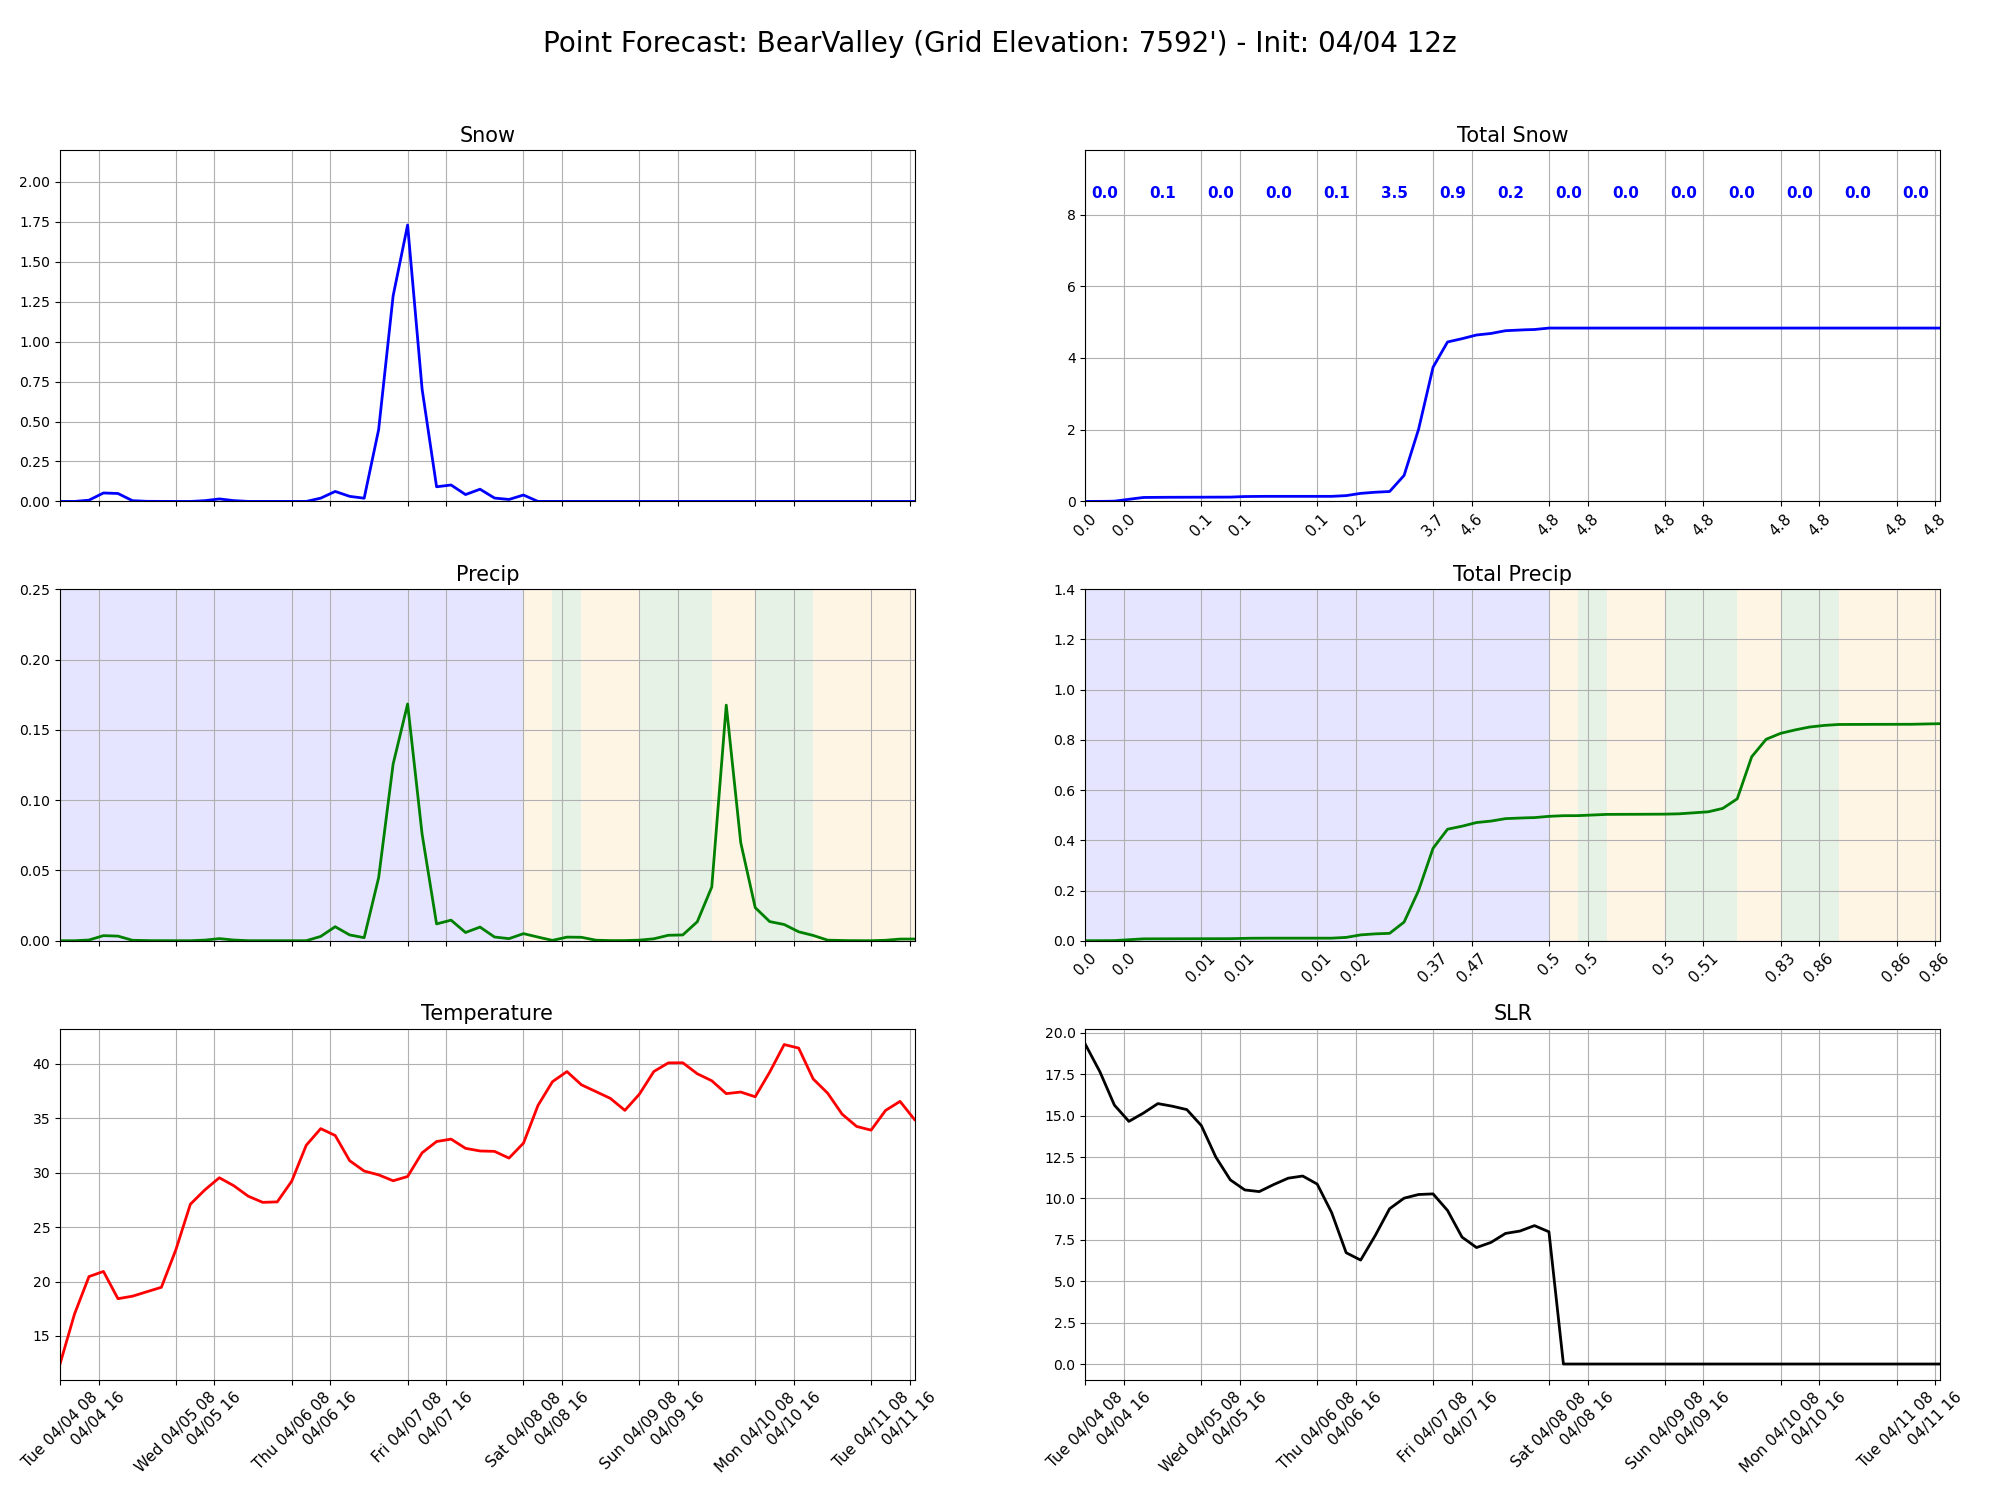 Point Forecast: BearValley (Grid Elevation: 7592') - Init: 04/04 12z
Snow
2.00
1.75
1.50
1.25
1.00
0.75
0.50
0.25
0.00
Total Snow
0.0 0.1 0.0 0.0 0.1 3.5 0.9 0.2 0.0 0.0 0.0 0.0 0.0 0.0 0.0
8
6
4
2
0
0.0 0.0 0.1 0.1 0.1 0.2 3.7 4.6 4.8 4.8 4.8 4.8 4.8 4.8 4.8 4.8
Precip
0.25
0.20
0.15
0.10
0.05
0.00
Total Precip
1.4
1.2
1.0
0.8
0.6
0.4
0.2
0.0
0.0 0.0 0.01 0.01 0.01 0.02 0.37 0.47 0.5 0.5 0.5 0.51 0.83 0.86 0.86 0.86
Temperature
40
35
30
25
20
15
Tue 04/04 08
04/04 16
Wed 04/05 08
04/05 16
Thu 04/06 08
04/06 16
Fri 04/07 08
04/07 16
Sat 04/08 08
04/08 16
Sun 04/09 08
04/09 16
Mon 04/10 08
04/10 16
Tue 04/11 08
04/11 16
SLR
20.0
17.5
15.0
12.5
10.0
7.5
5.0
2.5
0.0
Tue 04/04 08
04/04 16
Wed 04/05 08
04/05 16
Thu 04/06 08
04/06 16
Fri 04/07 08
04/07 16
Sat 04/08 08
04/08 16
Sun 04/09 08
04/09 16
Mon 04/10 08
04/10 16
Tue 04/11 08
04/11 16